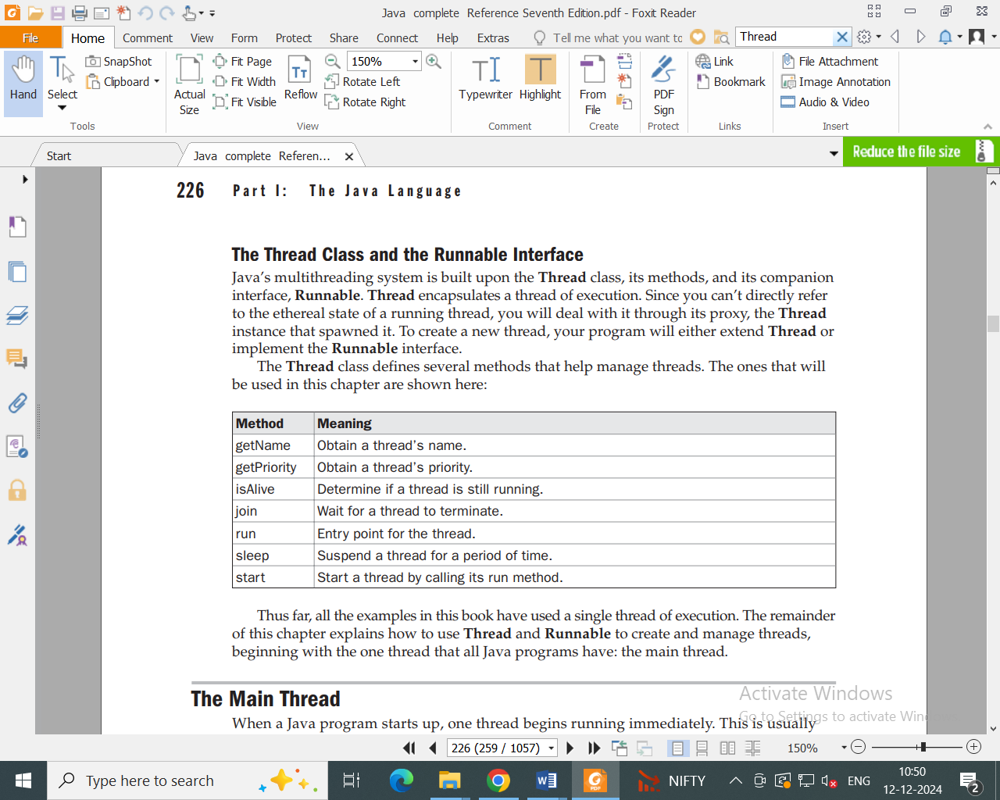 Java complete Reference Seventh Edition.pdf - Foxit Reader
File Home Comment View Form Protect Share Connect Help Extras Tell me what you want to Thread
Hand
Select
SnapShot
Clipboard
Tools
Actual Size
Fit Page
Fit Width
Fit Visible
Reflow
150%
Rotate Left
Rotate Right
View
Typewriter
Highlight
Comment
From File
Create
PDF Sign
Protect
Link
Bookmark
Links
File Attachment
Image Annotation
Audio & Video
Insert
Start
Java complete Referen...
Reduce the file size
226 Part I: The Java Language
The Thread Class and the Runnable Interface
Java's multithreading system is built upon the Thread class, its methods, and its companion
interface, Runnable. Thread encapsulates a thread of execution. Since you can't directly refer
to the ethereal state of a running thread, you will deal with it through its proxy, the Thread
instance that spawned it. To create a new thread, your program will either extend Thread or
implement the Runnable interface.
The Thread class defines several methods that help manage threads. The ones that will
be used in this chapter are shown here:
Method Meaning
getName Obtain a thread's name.
getPriority Obtain a thread's priority.
isAlive Determine if a thread is still running.
join Wait for a thread to terminate.
run Entry point for the thread.
sleep Suspend a thread for a period of time.
start Start a thread by calling its run method.
Thus far, all the examples in this book have used a single thread of execution. The remainder
of this chapter explains how to use Thread and Runnable to create and manage threads,
beginning with the one thread that all Java programs have: the main thread.
The Main Thread
When a Java program starts up, one thread begins running immediately. This is usually
Activate Windows
Go to Settings to activate Windows
226 (259 / 1057)
150%
Type here to search
NIFTY
ENG
10:50
12-12-2024
2